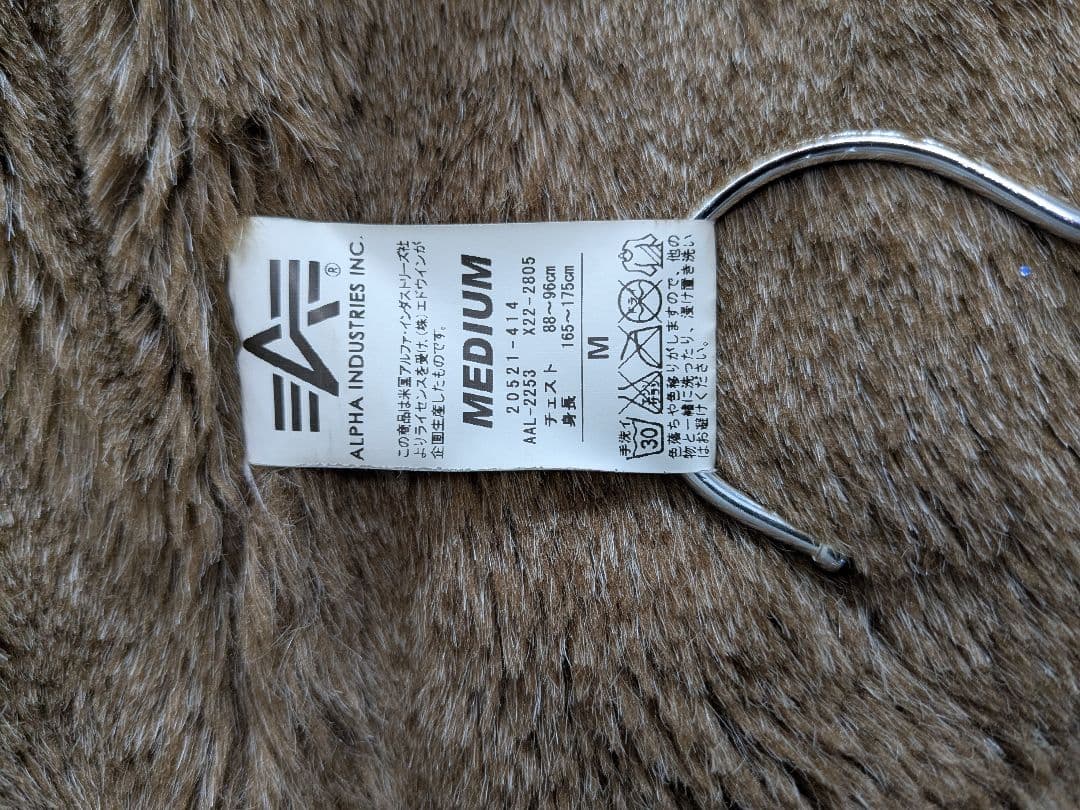 ®
ALPHA INDUSTRIES INC.
この商品は米国アルファ・インダストリーズ社
よりライセンスを受け、(株)エドウインが
企画生産したものです。
MEDIUM
20521-414
AAL-2253 X22-2805
チェスト 88~96cm
身長 165~175cm
M
手洗イ
30
色落ちや色移りがしますので、他の
物と一緒に洗ったり、漬け置き洗い
はお避けください。